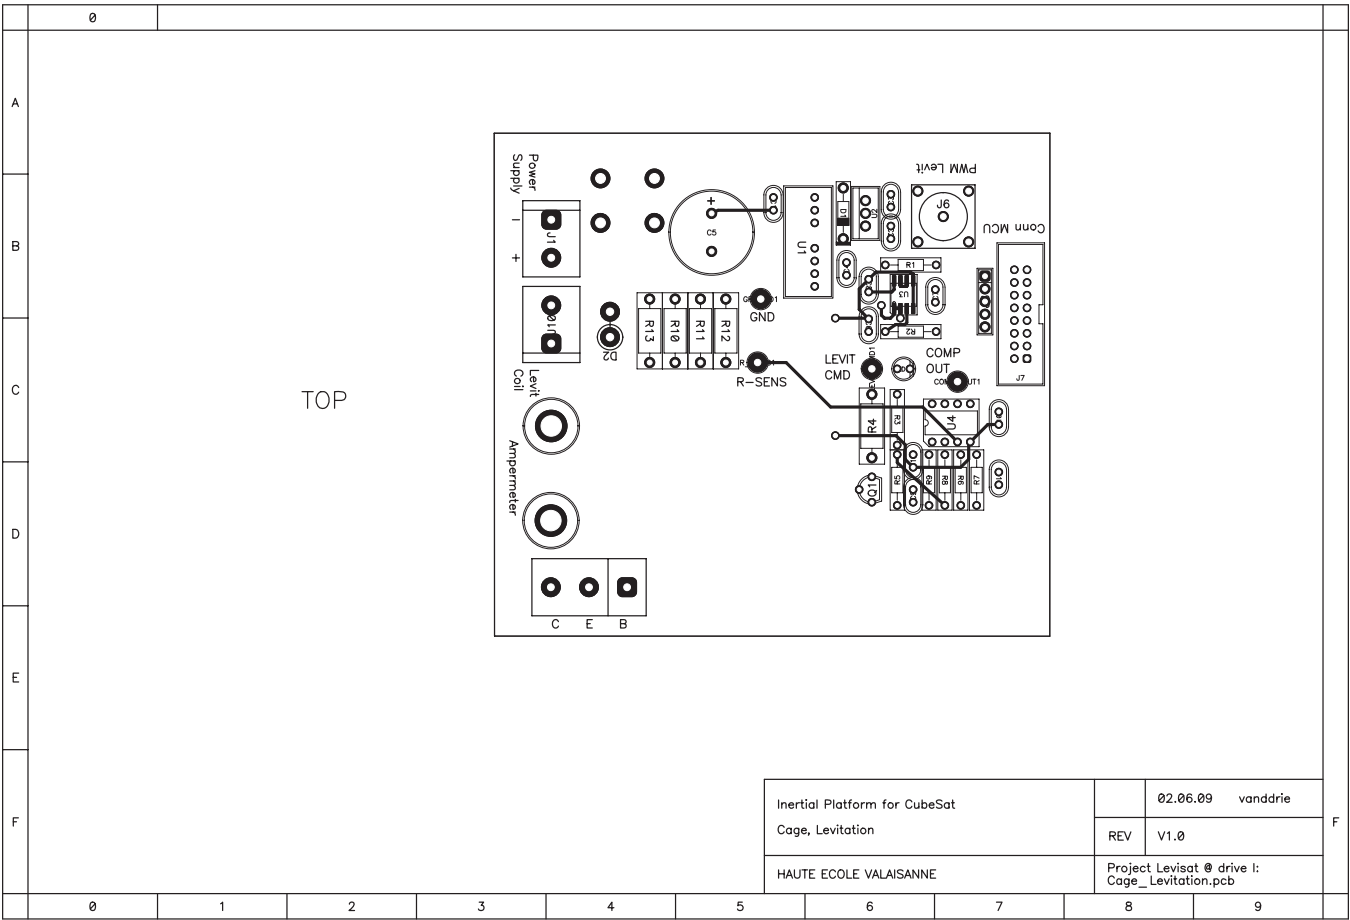 0
A
B
C
D
E
F
F
TOP
Power
Supply
-
+
J1
J10
Levit
Coil
Ampermeter
C E B
D2
+
C5
R13
R10
R11
R12
GND
R-SENS
U1
D1
U2
PWM Levit
J6
Conn MCU
J7
R1
U3
R2
LEVIT
CMD
COMP
OUT
R4
R3
U4
Q1
R5
R9
R8
R6
R7
Inertial Platform for CubeSat
Cage, Levitation
02.06.09 vanddrie
REV V1.0
HAUTE ECOLE VALAISANNE
Project Levisat @ drive I:
Cage_Levitation.pcb
0 1 2 3 4 5 6 7 8 9